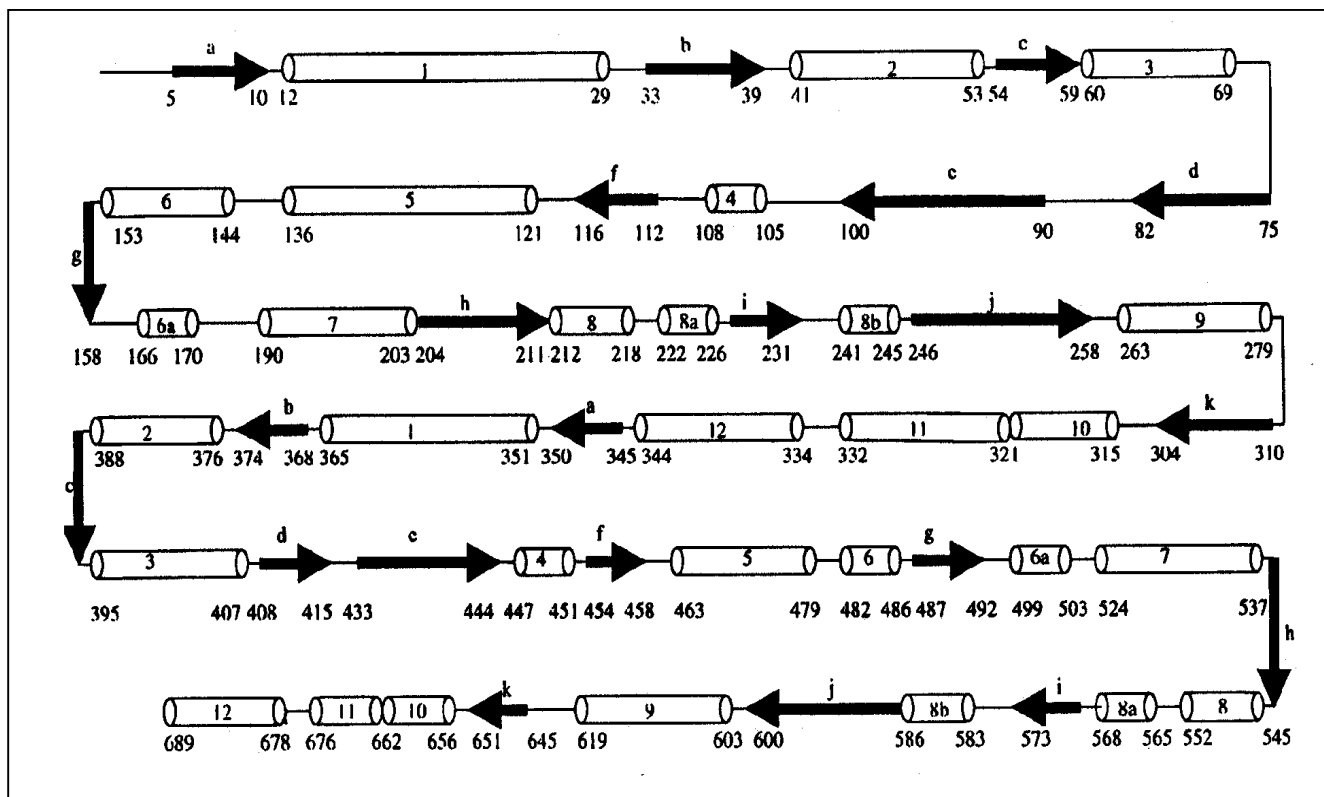 a b c
1 2 3
5 10 12 29 33 39 41 53 54 59 60 69
f c d
6 5 4
153 144 136 121 116 112 108 105 100 90 82 75
g
h i j
6a 7 8 8a 8b 9
158 166 170 190 203 204 211 212 218 222 226 231 241 245 246 258 263 279
b a k
2 1 12 11 10
388 376 374 368 365 351 350 345 344 334 332 321 315 304 310
c
d c f g
3 4 5 6 6a 7
395 407 408 415 433 444 447 451 454 458 463 479 482 486 487 492 499 503 524 537
h
k j i
12 11 10 9 8b 8a 8
689 678 676 662 656 651 645 619 603 600 586 583 573 568 565 552 545